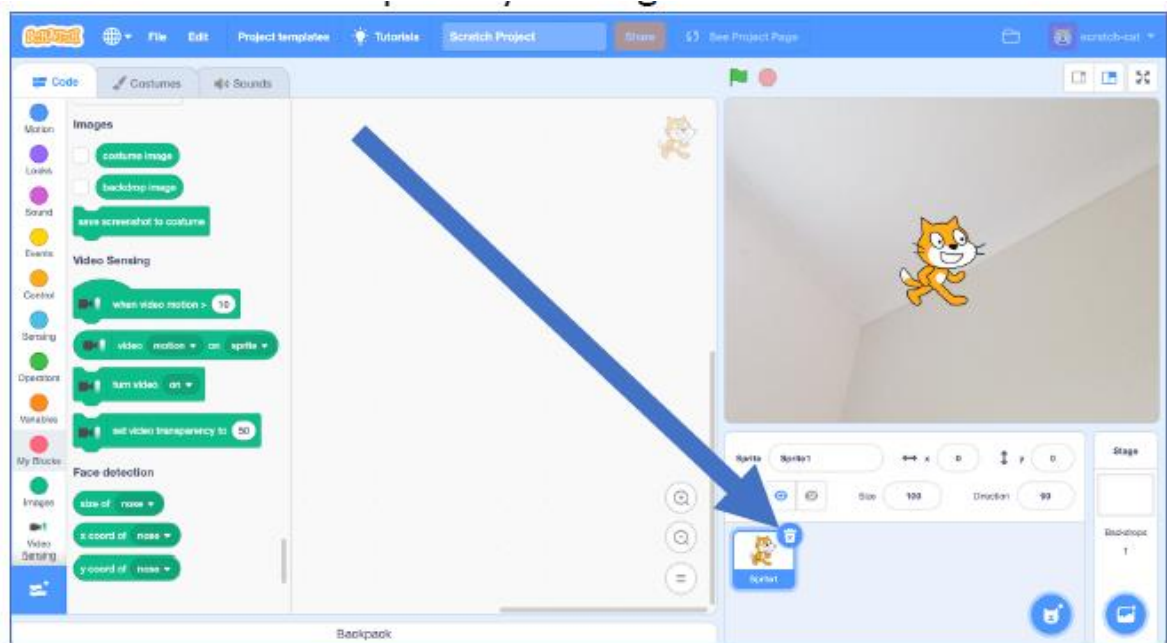 SCRATCH File Edit Project templates Tutorials Scratch Project Share See Project Page scratch-cat
Code Costumes Sounds
Motion
Looks
Sound
Events
Control
Sensing
Operators
Variables
My Blocks
Images
Video
Sensing
Images
costume image
backdrop image
save screenshot to costume
Video Sensing
when video motion > 10
video motion on sprite
turn video on
set video transparency to 50
Face detection
size of nose
x coord of nose
y coord of nose
Backpack
Sprite Sprite1 x 0 y 0
Size 100 Direction 90
Sprite1
Stage
Backdrops
1